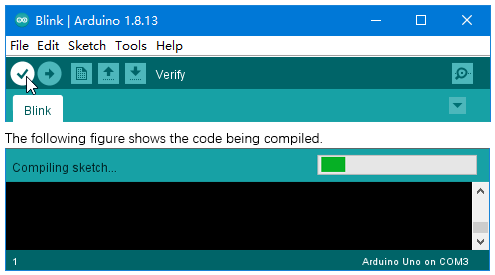 Blink | Arduino 1.8.13
File Edit Sketch Tools Help
Verify
Blink
The following figure shows the code being compiled.
Compiling sketch...
1
Arduino Uno on COM3